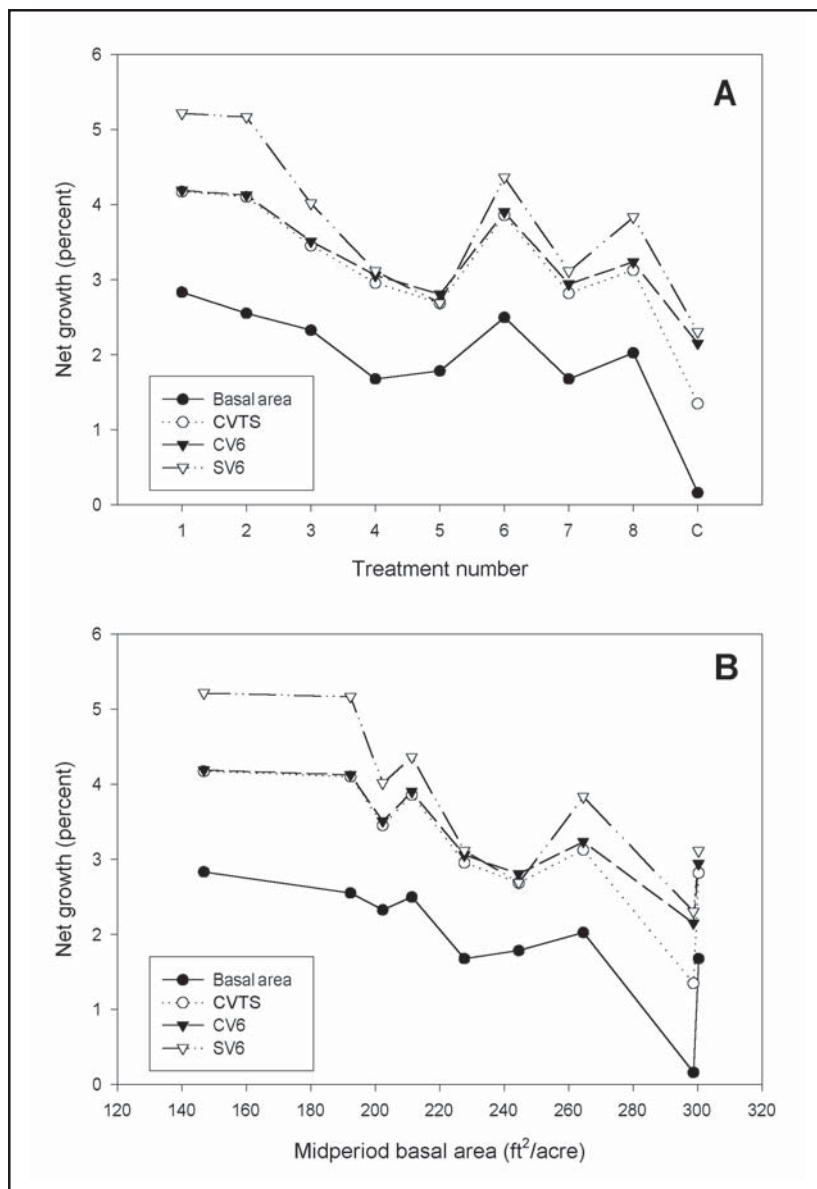 A
6
5
4
3
2
1
0
Net growth (percent)
Basal area
CVTS
CV6
SV6
1 2 3 4 5 6 7 8 C
Treatment number
B
6
5
4
3
2
1
0
Net growth (percent)
Basal area
CVTS
CV6
SV6
120 140 160 180 200 220 240 260 280 300 320
Midperiod basal area (ft²/acre)